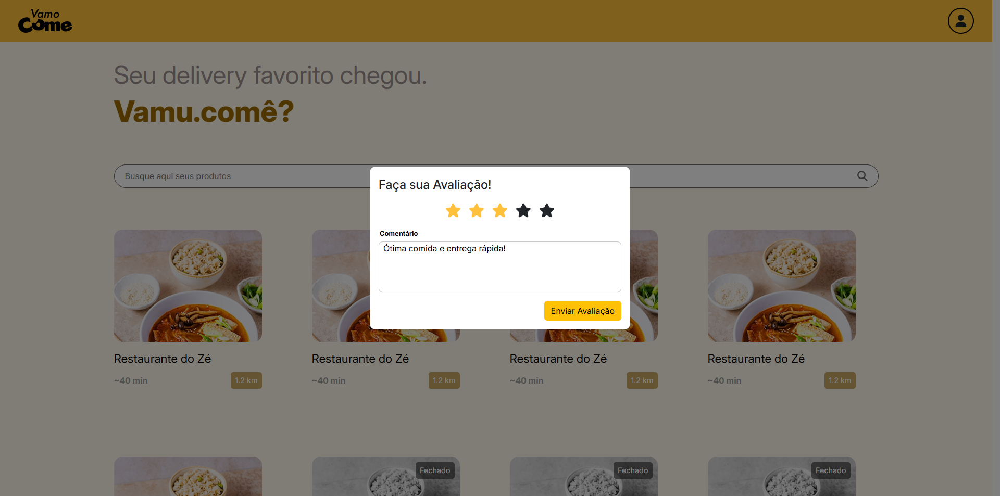 Vamo
Come
Seu delivery favorito chegou.
Vamu.comê?
Busque aqui seus produtos
Faça sua Avaliação!
Comentário
Ótima comida e entrega rápida!
Enviar Avaliação
Restaurante do Zé
~40 min
1.2 km
Restaurante do Zé
~40 min
1.2 km
Restaurante do Zé
~40 min
1.2 km
Restaurante do Zé
~40 min
1.2 km
Fechado
Fechado
Fechado